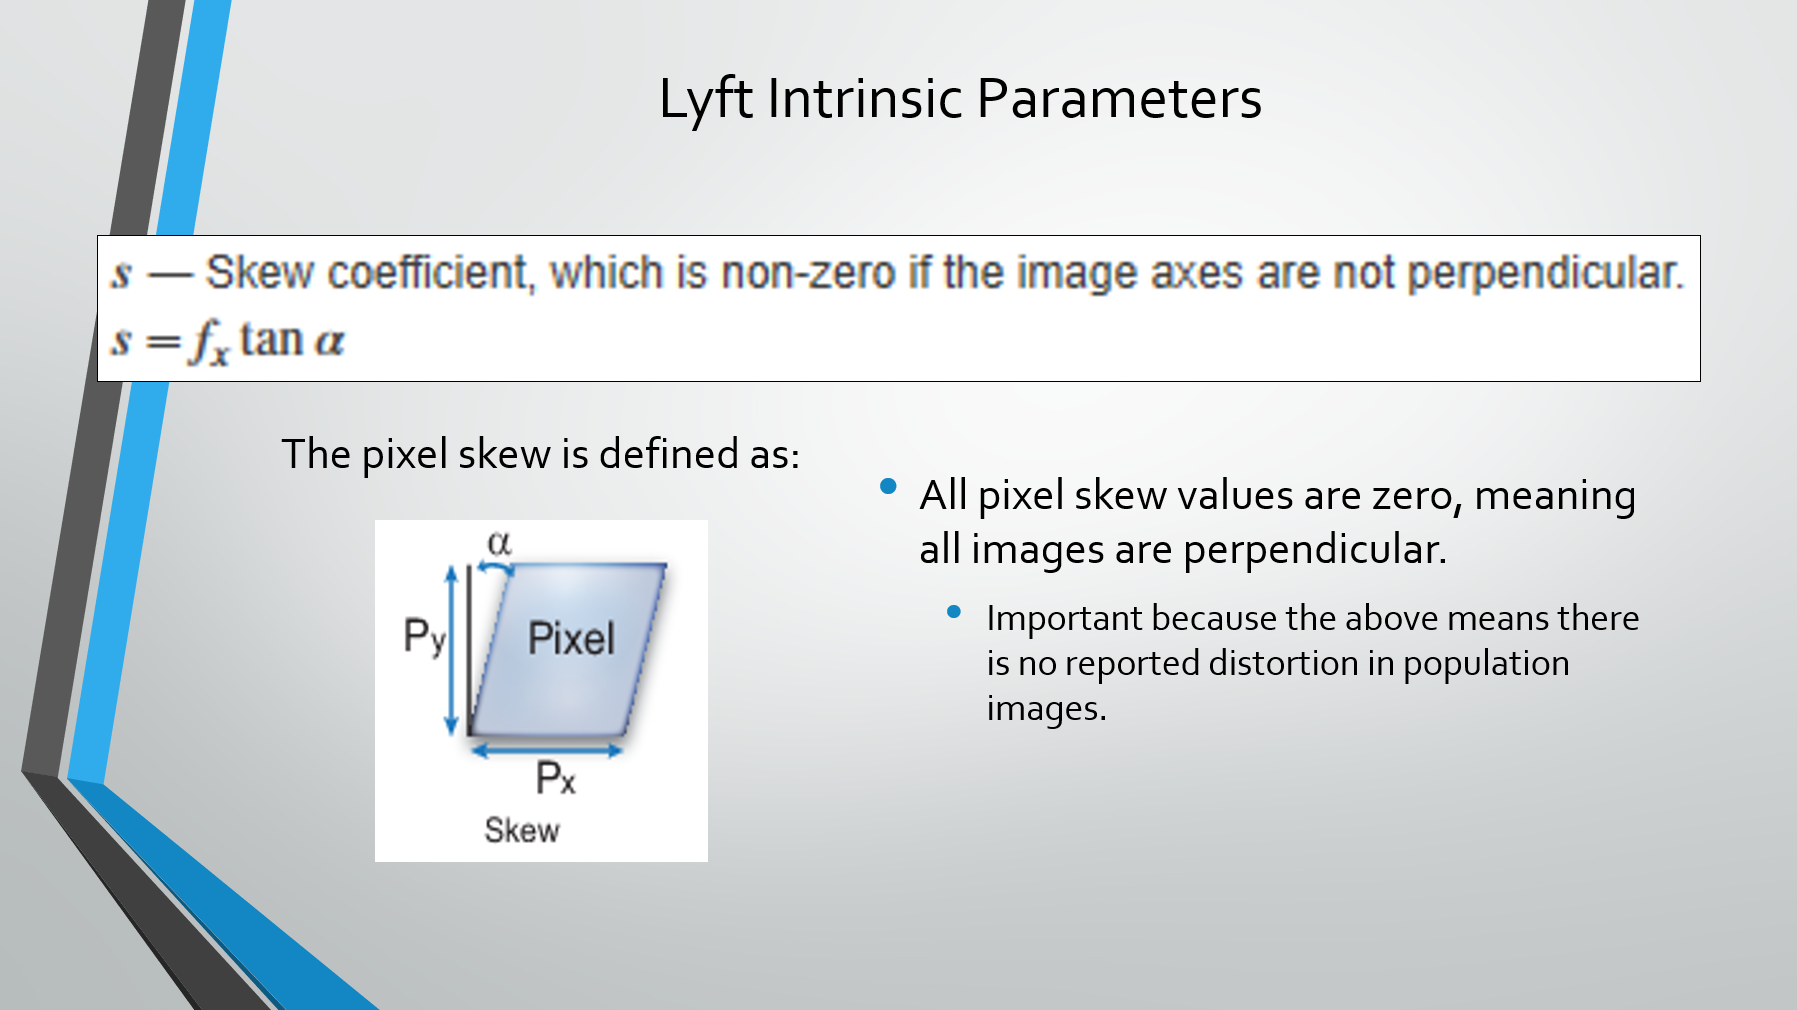 Lyft Intrinsic Parameters
s — Skew coefficient, which is non-zero if the image axes are not perpendicular.
s = fx tan α
The pixel skew is defined as:
α
Py
Pixel
Px
Skew
• All pixel skew values are zero, meaning
all images are perpendicular.
• Important because the above means there
is no reported distortion in population
images.